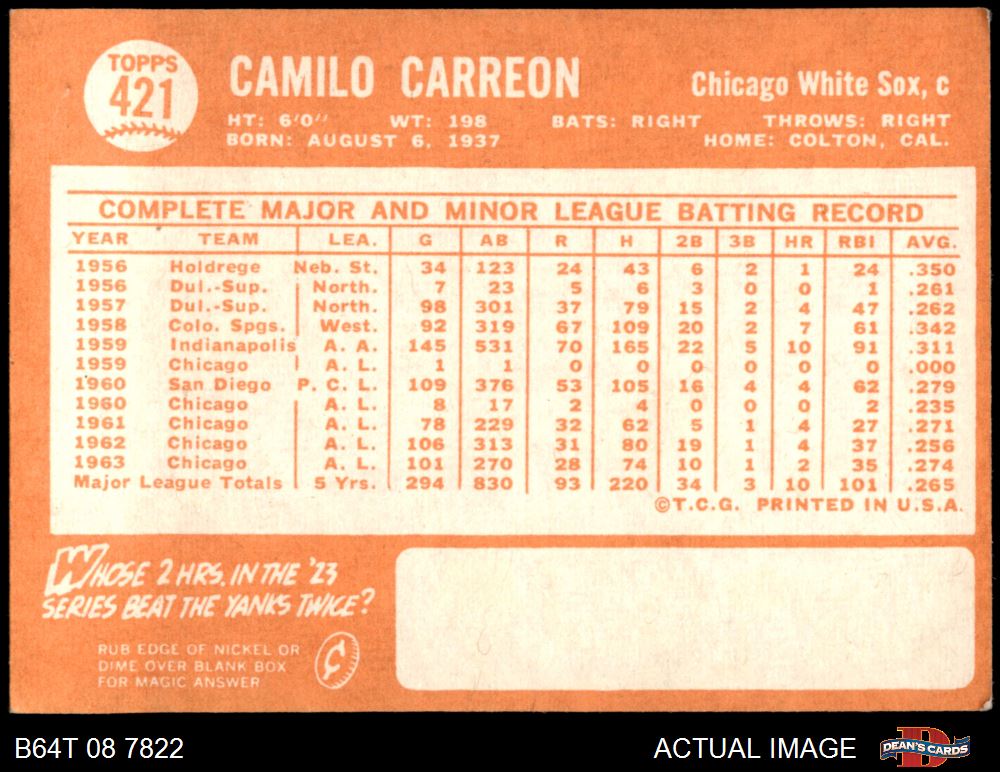 TOPPS
421
CAMILO CARREON
Chicago White Sox, c
HT: 6'0" WT: 198 BATS: RIGHT THROWS: RIGHT
BORN: AUGUST 6, 1937 HOME: COLTON, CAL.
COMPLETE MAJOR AND MINOR LEAGUE BATTING RECORD
YEAR TEAM LEA. G AB R H 2B 3B HR RBI AVG.
1956 Holdrege Neb. St. 34 123 24 43 6 2 1 24 .350
1956 Dul.-Sup. North. 7 23 5 6 3 0 0 1 .261
1957 Dul.-Sup. North. 98 301 37 79 15 2 4 47 .262
1958 Colo. Spgs. West. 92 319 67 109 20 2 7 61 .342
1959 Indianapolis A. A. 145 531 70 165 22 5 10 91 .311
1959 Chicago A. L. 1 1 0 0 0 0 0 0 .000
1960 San Diego P. C. L. 109 376 53 105 16 4 4 62 .279
1960 Chicago A. L. 8 17 2 4 0 0 0 2 .235
1961 Chicago A. L. 78 229 32 62 5 1 4 27 .271
1962 Chicago A. L. 106 313 31 80 19 1 4 37 .256
1963 Chicago A. L. 101 270 28 74 10 1 2 35 .274
Major League Totals 5 Yrs. 294 830 93 220 34 3 10 101 .265
©T.C.G. PRINTED IN U.S.A.
WHOSE 2 HRS. IN THE '23
SERIES BEAT THE YANKS TWICE?
RUB EDGE OF NICKEL OR
DIME OVER BLANK BOX
FOR MAGIC ANSWER
¢
B64T 08 7822
ACTUAL IMAGE
D
DEAN'S CARDS